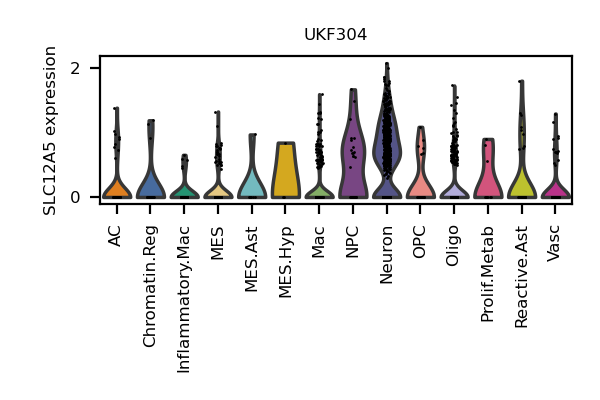 UKF304
SLC12A5 expression
2
0
AC
Chromatin.Reg
Inflammatory.Mac
MES
MES.Ast
MES.Hyp
Mac
NPC
Neuron
OPC
Oligo
Prolif.Metab
Reactive.Ast
Vasc